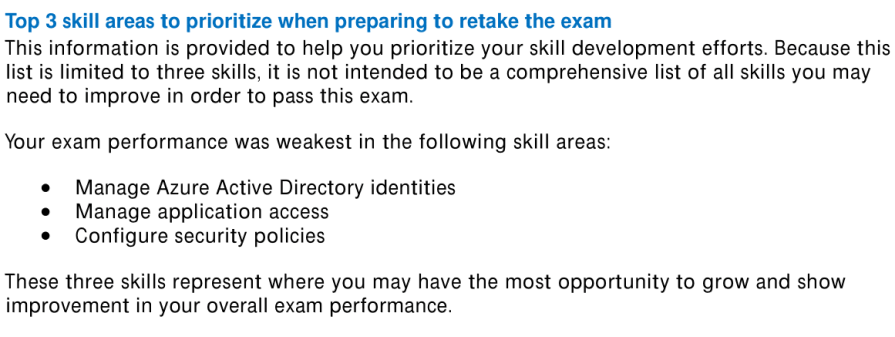 Top 3 skill areas to prioritize when preparing to retake the exam
This information is provided to help you prioritize your skill development efforts. Because this
list is limited to three skills, it is not intended to be a comprehensive list of all skills you may
need to improve in order to pass this exam.
Your exam performance was weakest in the following skill areas:
• Manage Azure Active Directory identities
• Manage application access
• Configure security policies
These three skills represent where you may have the most opportunity to grow and show
improvement in your overall exam performance.